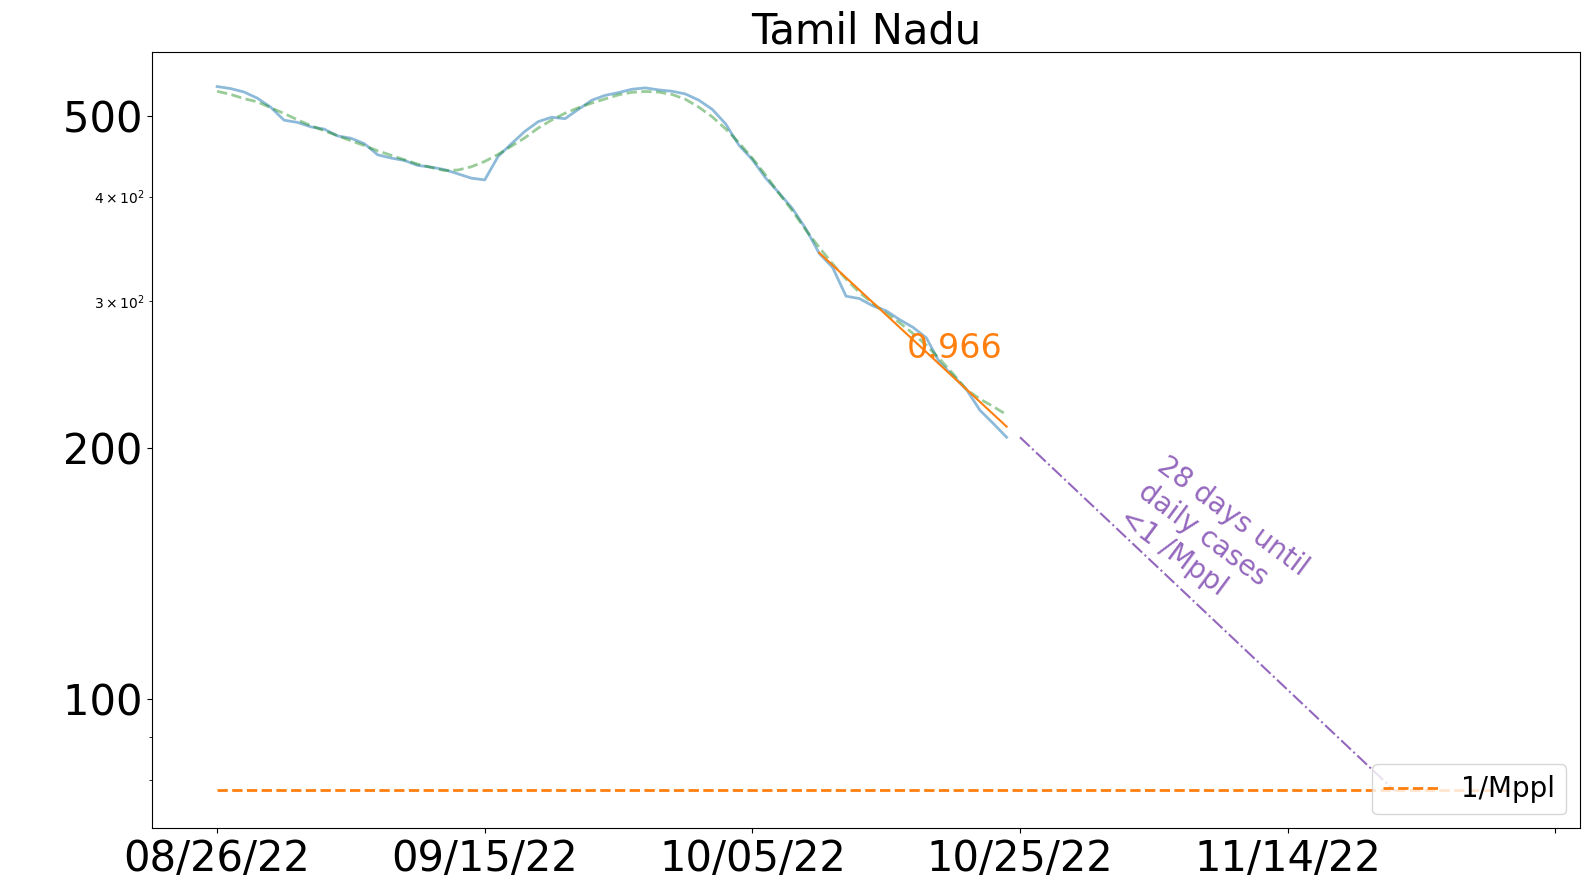 Tamil Nadu
500
4 × 10²
3 × 10²
200
100
0.966
28 days until
daily cases
<1 /Mppl
1/Mppl
08/26/22
09/15/22
10/05/22
10/25/22
11/14/22